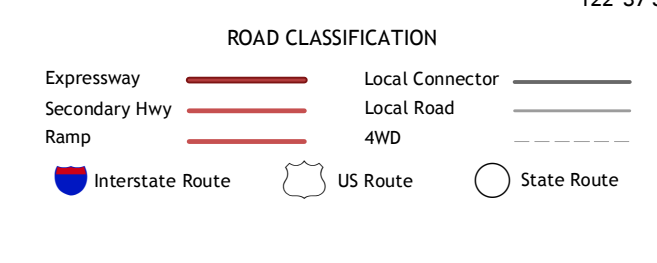 ROAD CLASSIFICATION
Expressway
Secondary Hwy
Ramp
Local Connector
Local Road
4WD
Interstate Route
US Route
State Route